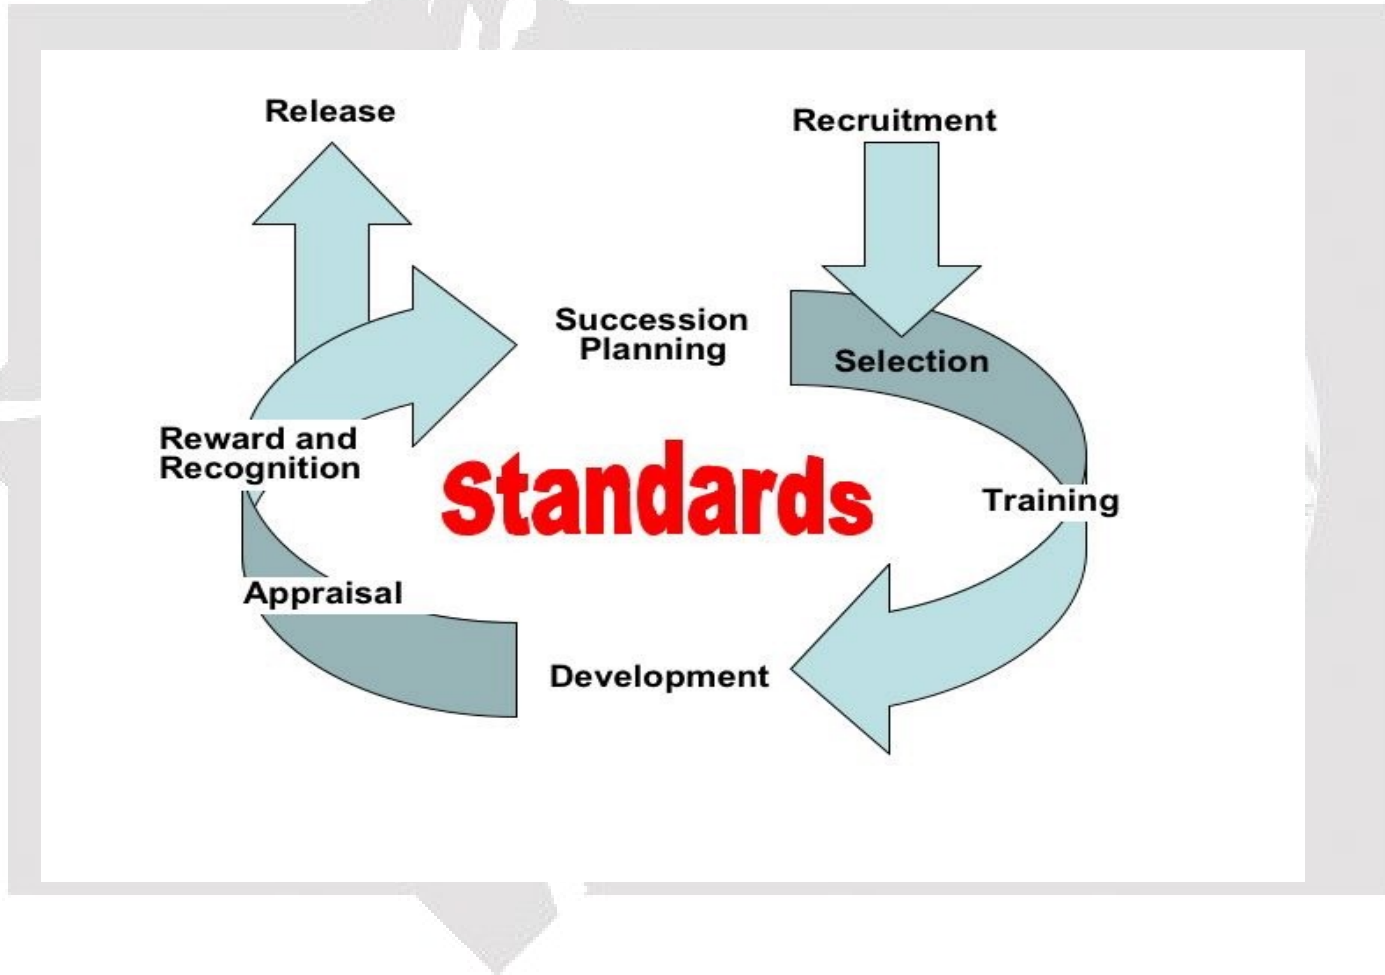 Release
Recruitment
Succession
Planning
Selection
Reward and
Recognition
Standards
Training
Appraisal
Development